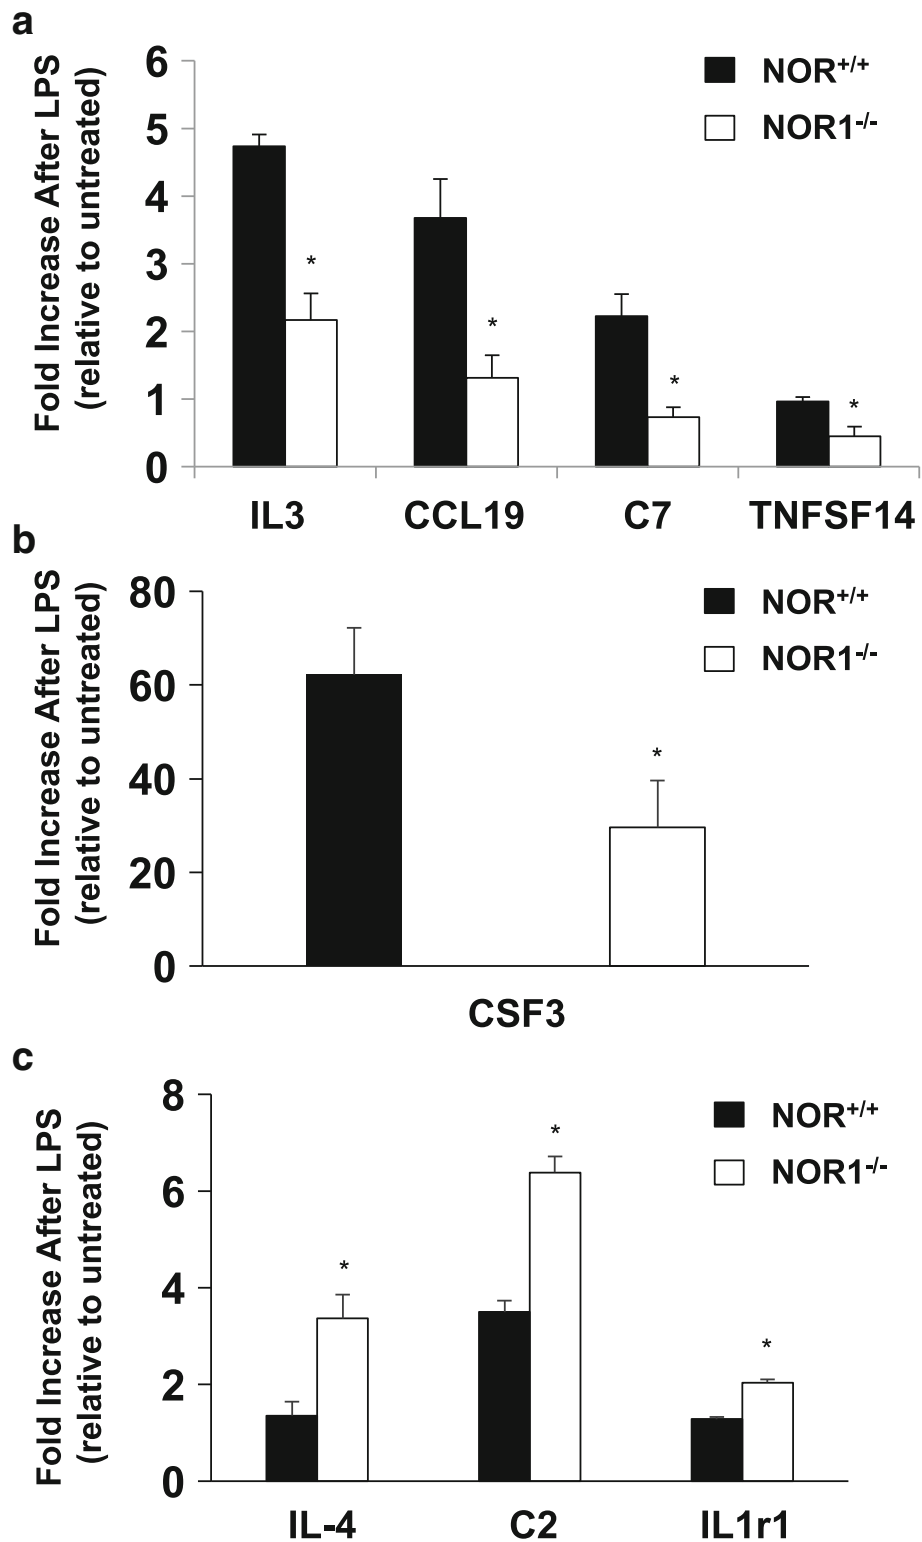 a
Fold Increase After LPS
(relative to untreated)
6
5
4
3
2
1
0
NOR+/+
NOR1-/-
*
*
*
*
IL3 CCL19 C7 TNFSF14
b
Fold Increase After LPS
(relative to untreated)
80
60
40
20
0
NOR+/+
NOR1-/-
*
CSF3
c
Fold Increase After LPS
(relative to untreated)
8
6
4
2
0
NOR+/+
NOR1-/-
*
*
*
IL-4 C2 IL1r1